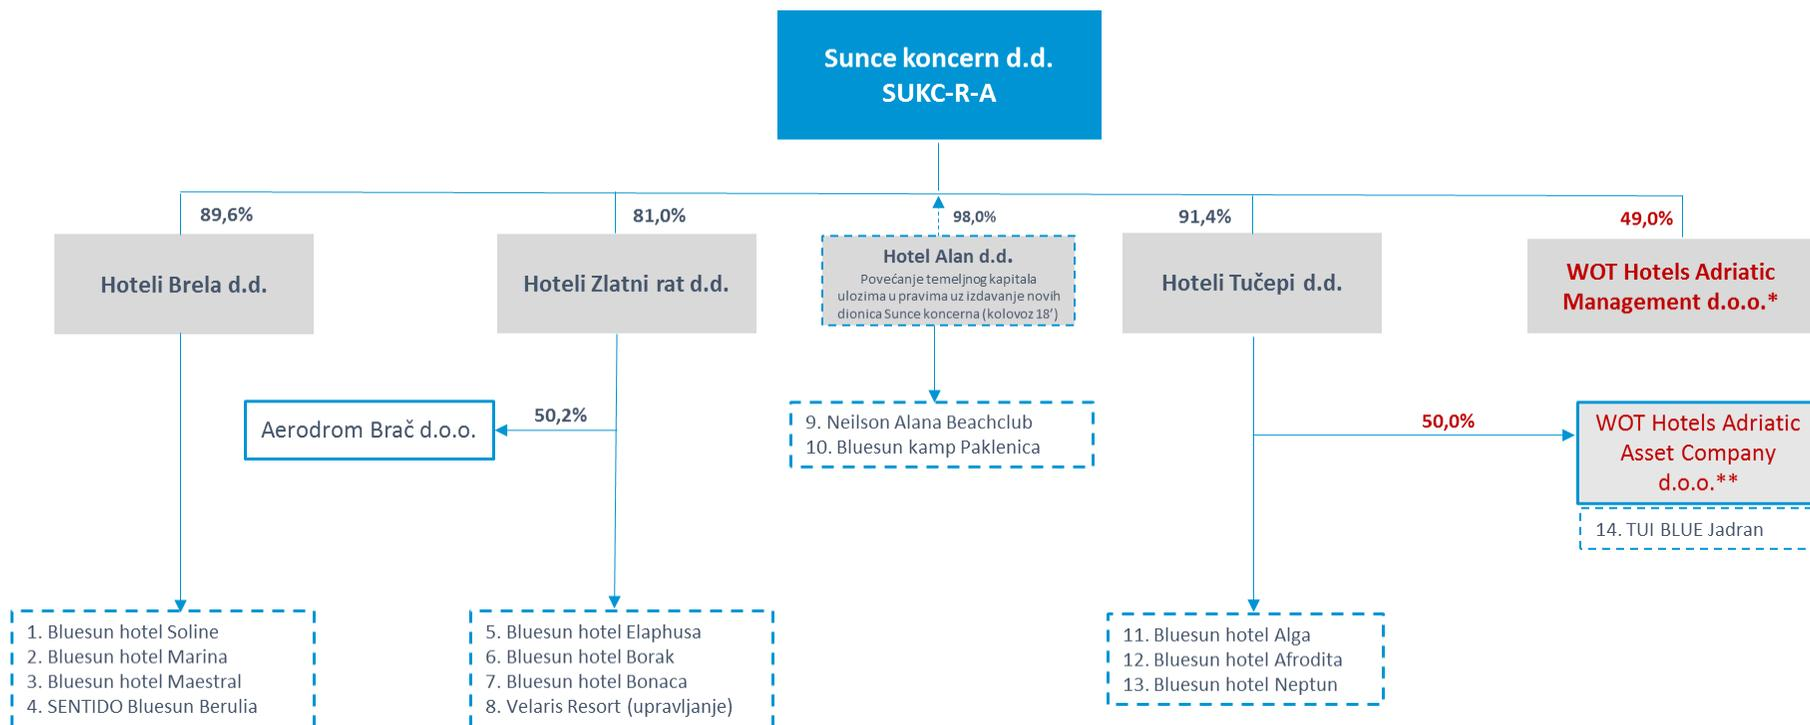 Sunce koncern d.d.
SUKC-R-A
89,6%
81,0%
98,0%
91,4%
49,0%
Hoteli Brela d.d.
Hoteli Zlatni rat d.d.
Hotel Alan d.d.
Povećanje temeljnog kapitala
ulozima u pravima uz izdavanje novih
dionica Sunce koncerna (kolovoz 18’)
Hoteli Tučepi d.d.
WOT Hotels Adriatic
Management d.o.o.*
Aerodrom Brač d.o.o.
50,2%
9. Neilson Alana Beachclub
10. Bluesun kamp Paklenica
50,0%
WOT Hotels Adriatic
Asset Company
d.o.o.**
14. TUI BLUE Jadran
1. Bluesun hotel Soline
2. Bluesun hotel Marina
3. Bluesun hotel Maestral
4. SENTIDO Bluesun Berulia
5. Bluesun hotel Elaphusa
6. Bluesun hotel Borak
7. Bluesun hotel Bonaca
8. Velaris Resort (upravljanje)
11. Bluesun hotel Alga
12. Bluesun hotel Afrodita
13. Bluesun hotel Neptun